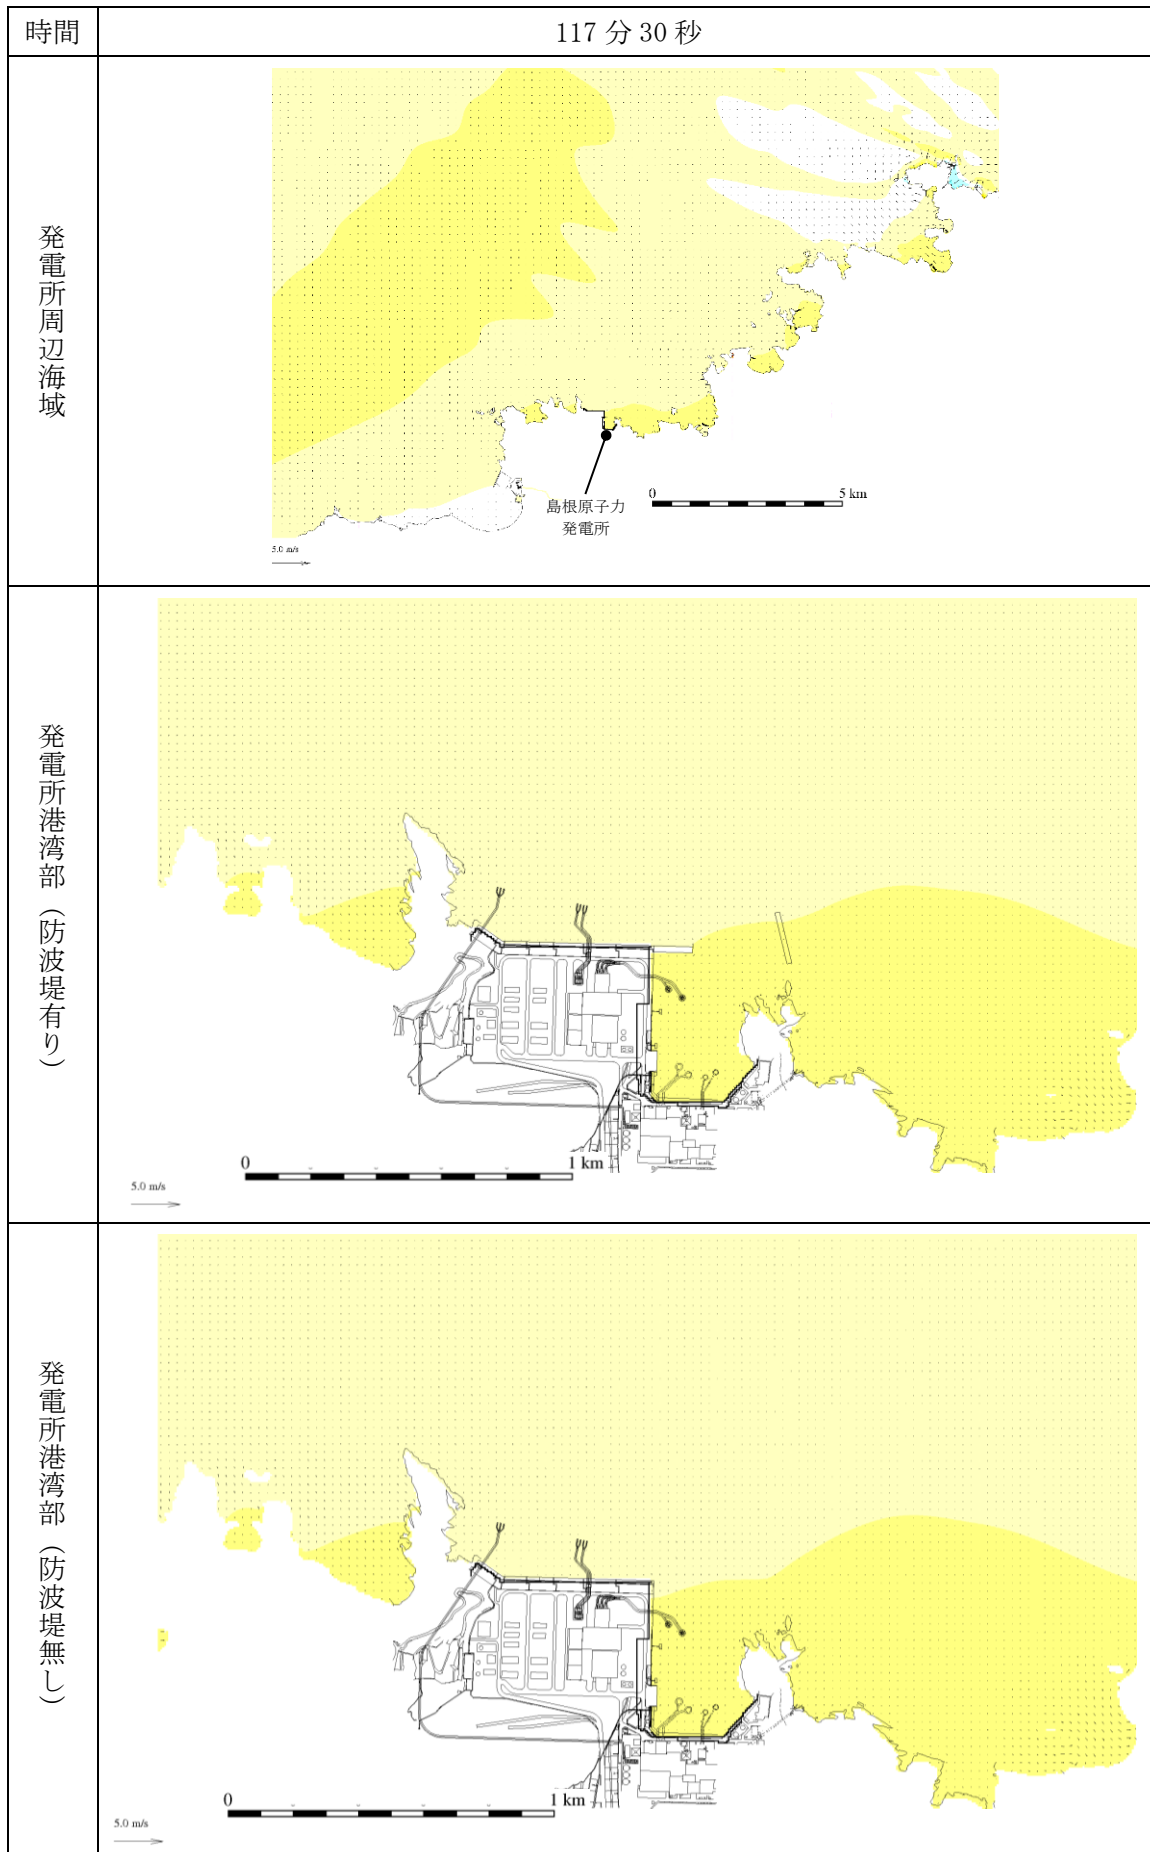 時間
117 分 30 秒
発電所周辺海域
島根原子力
発電所
0
5 km
5.0 m/s
発電所港湾部（防波堤有り）
0
1 km
5.0 m/s
発電所港湾部（防波堤無し）
0
1 km
5.0 m/s